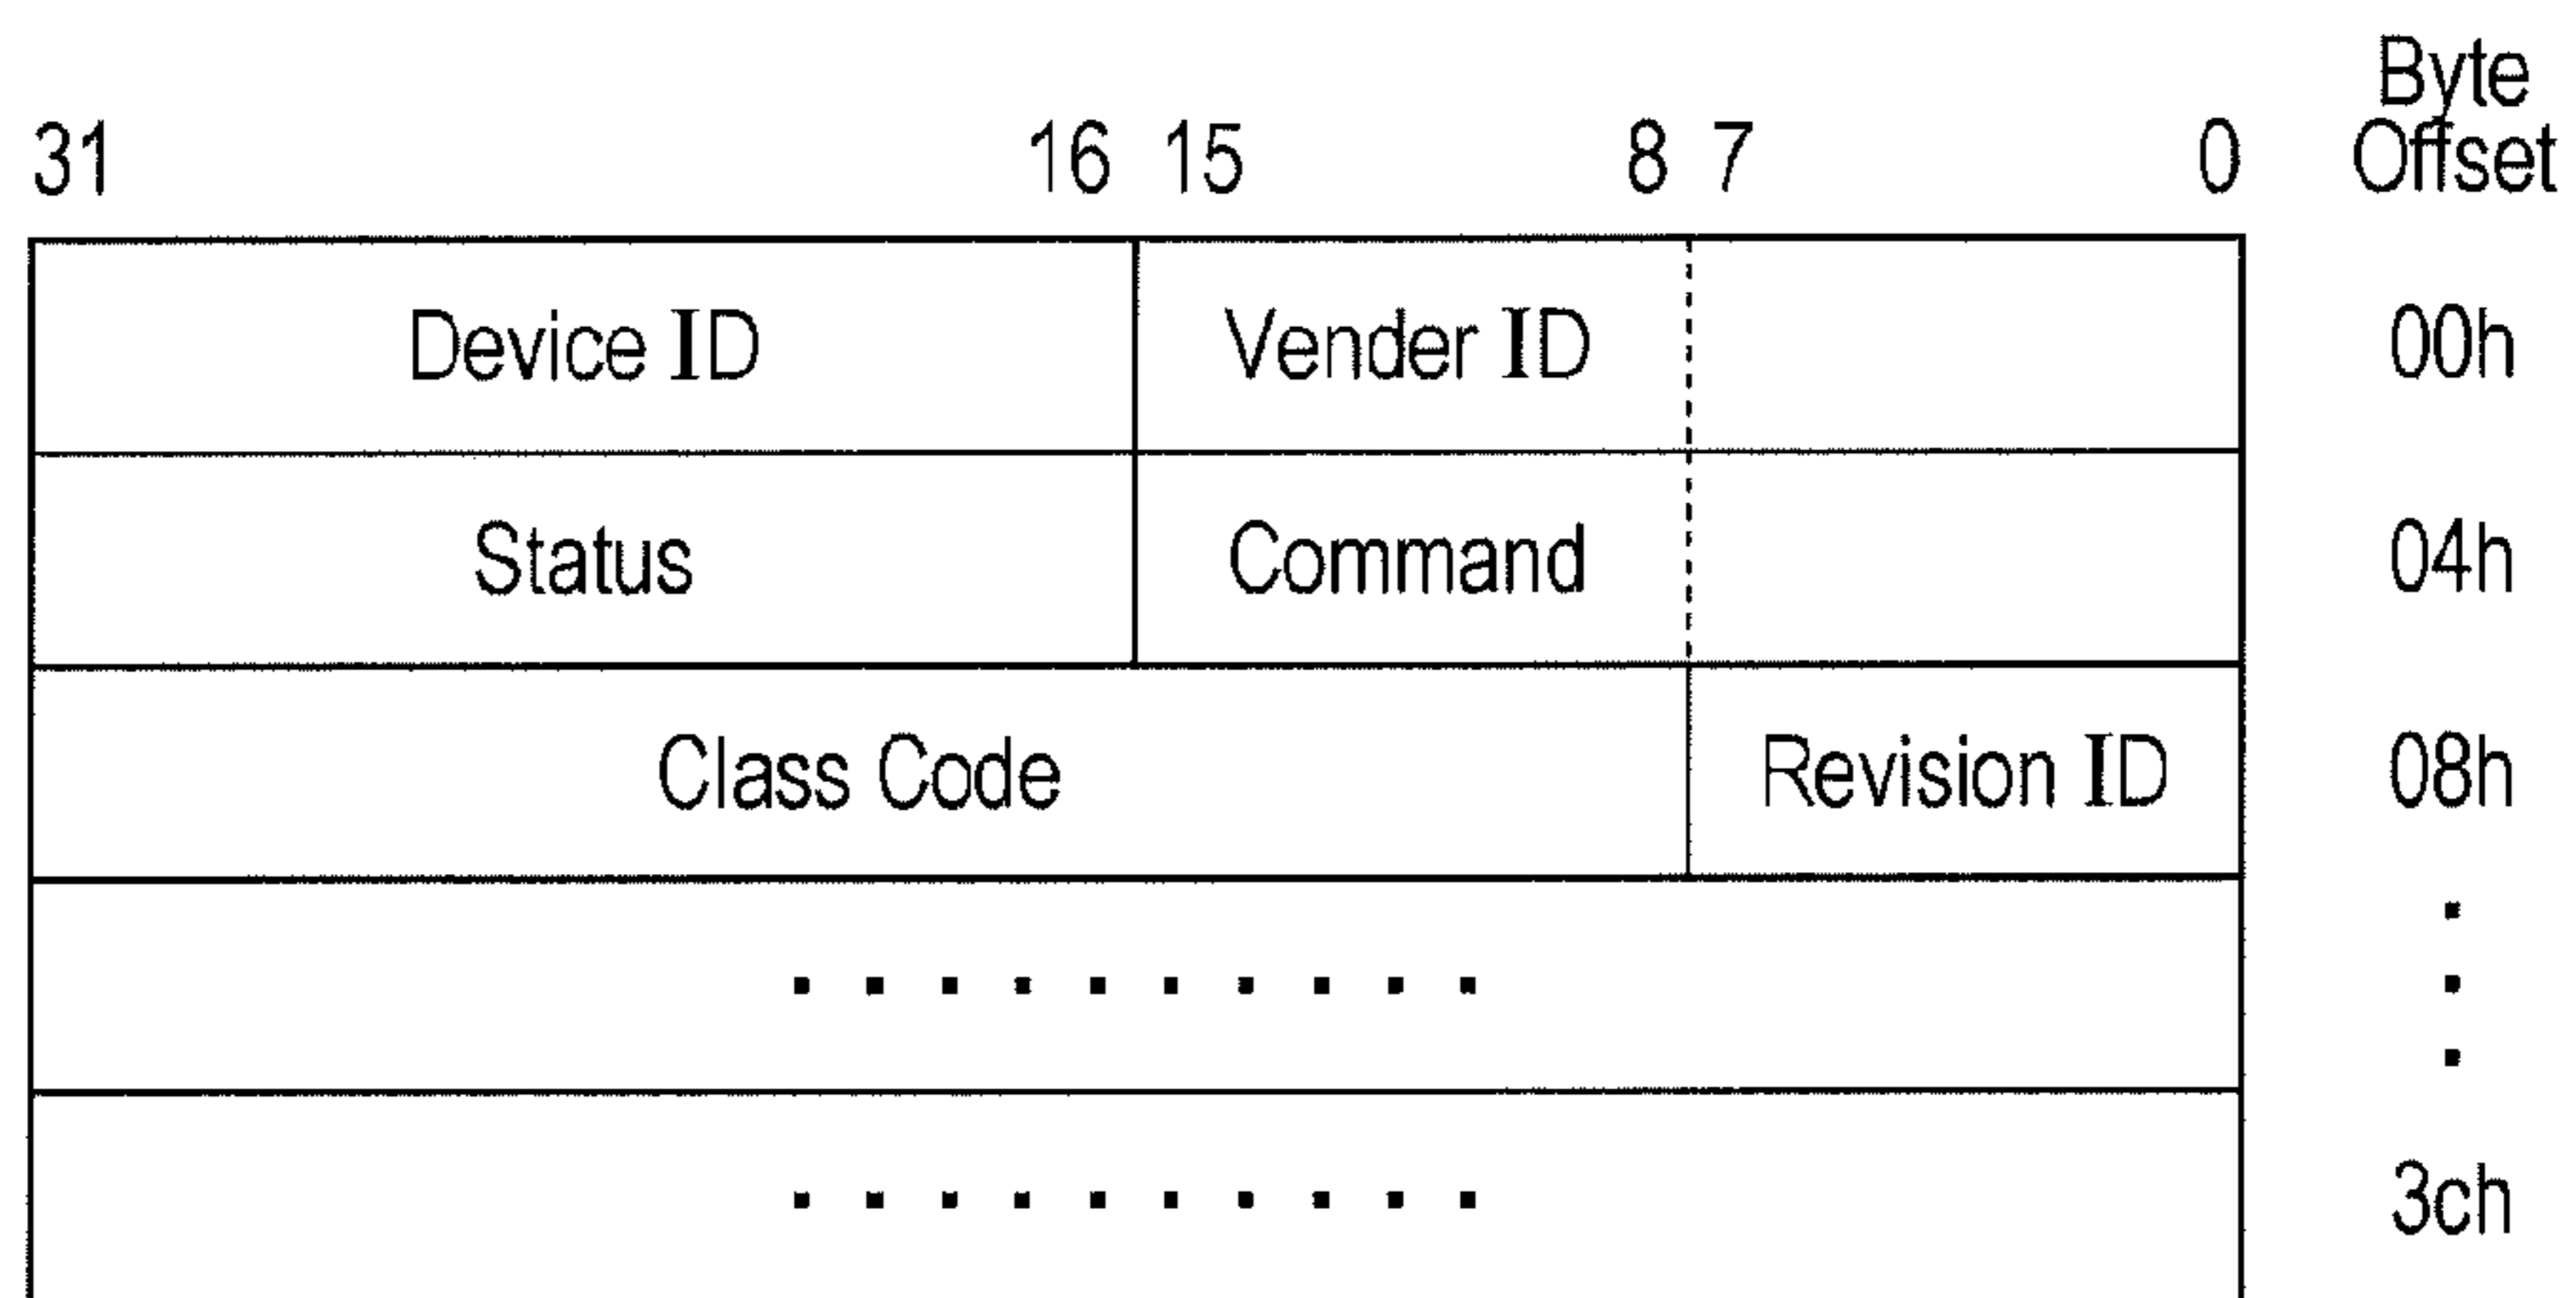 Byte
31 16 15 8 7 0 Offset
Device ID Vender ID 00h
Status Command 04h
Class Code Revision ID 08h
3ch